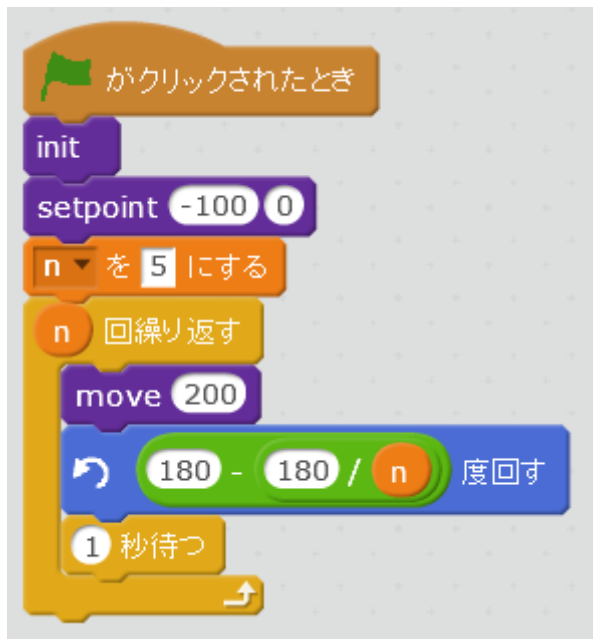 がクリックされたとき
init
setpoint -100 0
n を 5 にする
n 回繰り返す
move 200
180 - 180 / n 度回す
1 秒待つ